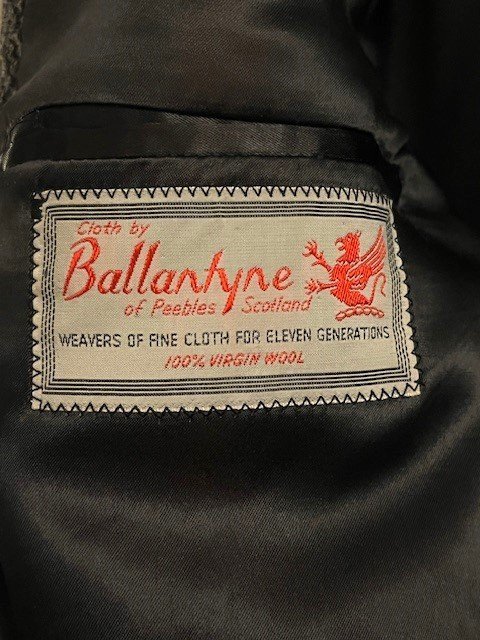 Cloth by
Ballantyne
of Peebles Scotland
WEAVERS OF FINE CLOTH FOR ELEVEN GENERATIONS
100% VIRGIN WOOL